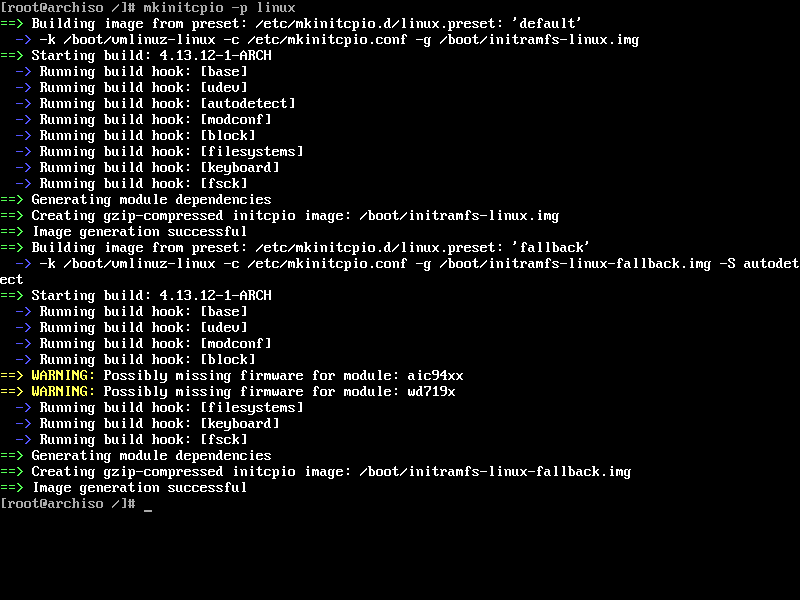 [root@archiso /]# mkinitcpio -p linux
==> Building image from preset: /etc/mkinitcpio.d/linux.preset: 'default'
  -> -k /boot/vmlinuz-linux -c /etc/mkinitcpio.conf -g /boot/initramfs-linux.img
==> Starting build: 4.13.12-1-ARCH
  -> Running build hook: [base]
  -> Running build hook: [udev]
  -> Running build hook: [autodetect]
  -> Running build hook: [modconf]
  -> Running build hook: [block]
  -> Running build hook: [filesystems]
  -> Running build hook: [keyboard]
  -> Running build hook: [fsck]
==> Generating module dependencies
==> Creating gzip-compressed initcpio image: /boot/initramfs-linux.img
==> Image generation successful
==> Building image from preset: /etc/mkinitcpio.d/linux.preset: 'fallback'
  -> -k /boot/vmlinuz-linux -c /etc/mkinitcpio.conf -g /boot/initramfs-linux-fallback.img -S autodet
ect
==> Starting build: 4.13.12-1-ARCH
  -> Running build hook: [base]
  -> Running build hook: [udev]
  -> Running build hook: [modconf]
  -> Running build hook: [block]
==> WARNING: Possibly missing firmware for module: aic94xx
==> WARNING: Possibly missing firmware for module: wd719x
  -> Running build hook: [filesystems]
  -> Running build hook: [keyboard]
  -> Running build hook: [fsck]
==> Generating module dependencies
==> Creating gzip-compressed initcpio image: /boot/initramfs-linux-fallback.img
==> Image generation successful
[root@archiso /]# _